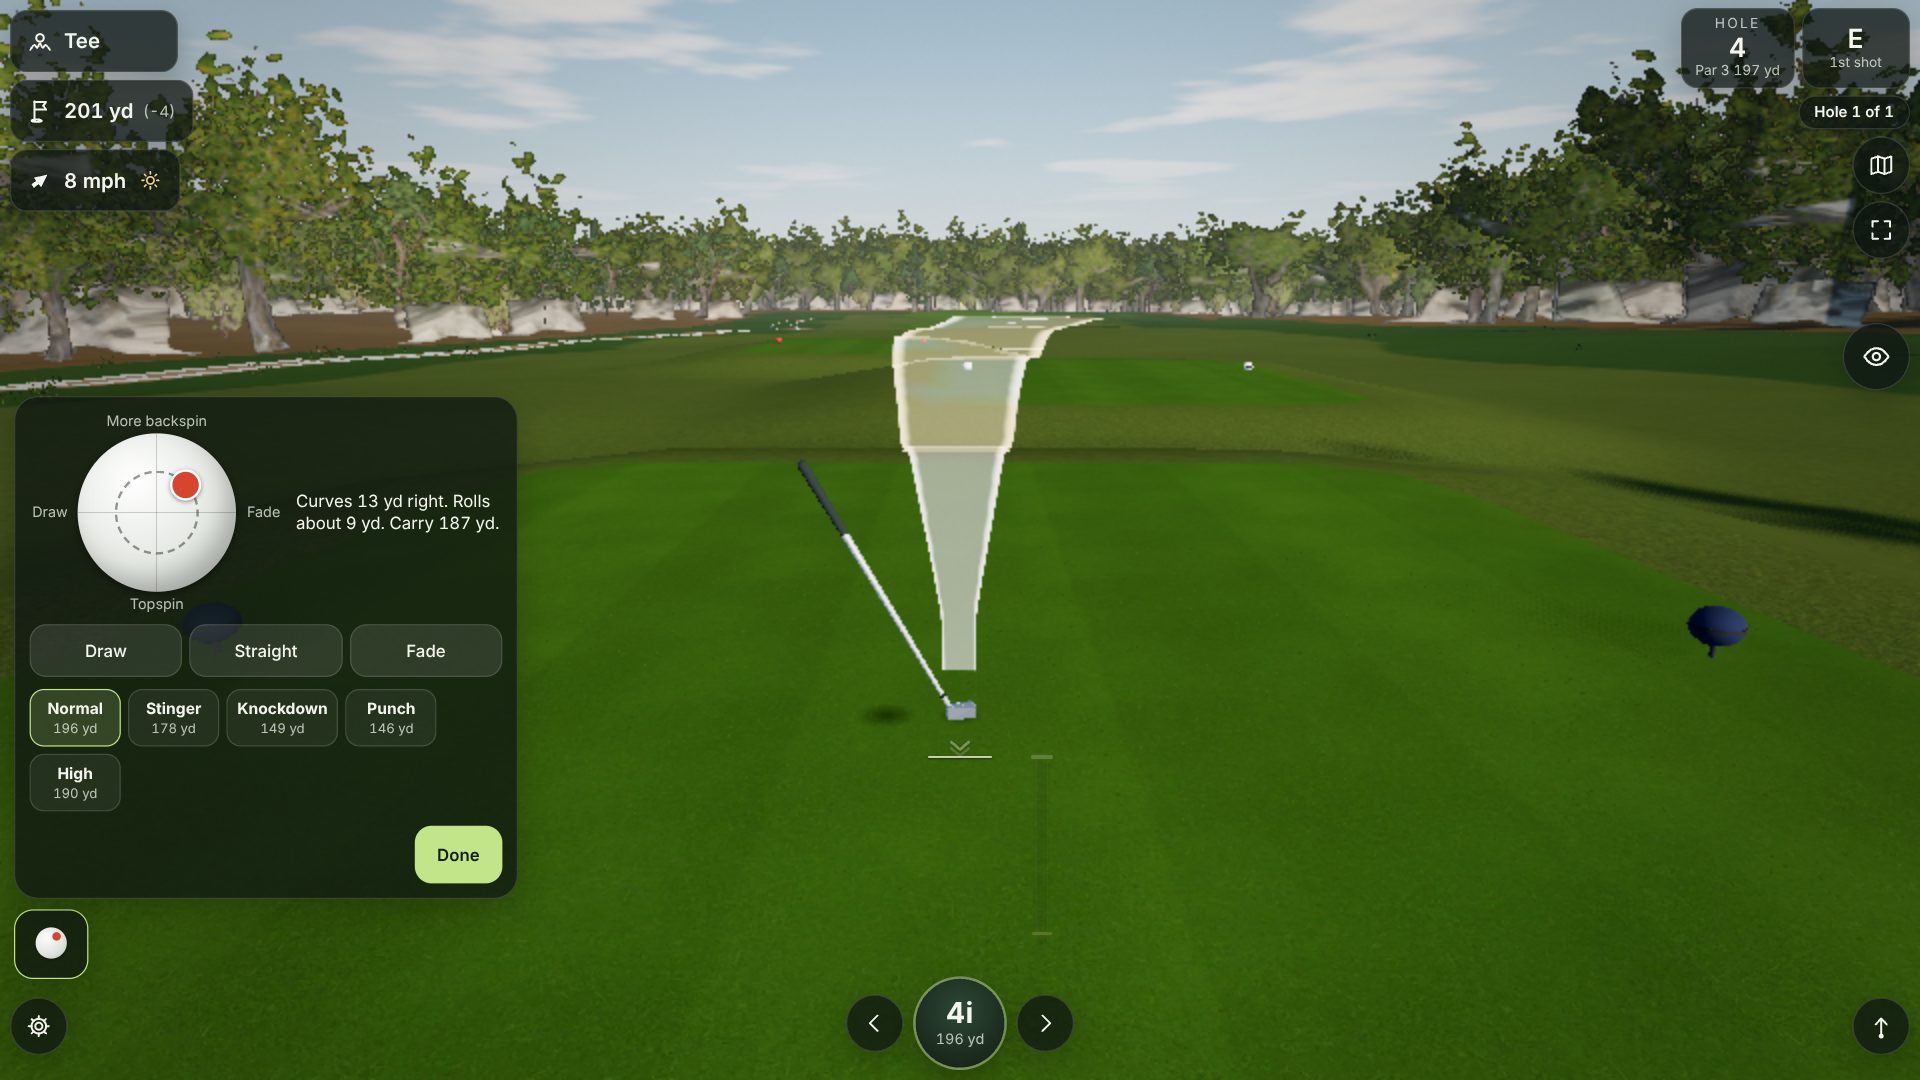 Tee
201 yd (-4)
8 mph
HOLE
4
Par 3 197 yd
E
1st shot
Hole 1 of 1
More backspin
Draw
Fade
Topspin
Curves 13 yd right. Rolls
about 9 yd. Carry 187 yd.
Draw
Straight
Fade
Normal
196 yd
Stinger
178 yd
Knockdown
149 yd
Punch
146 yd
High
190 yd
Done
4i
196 yd